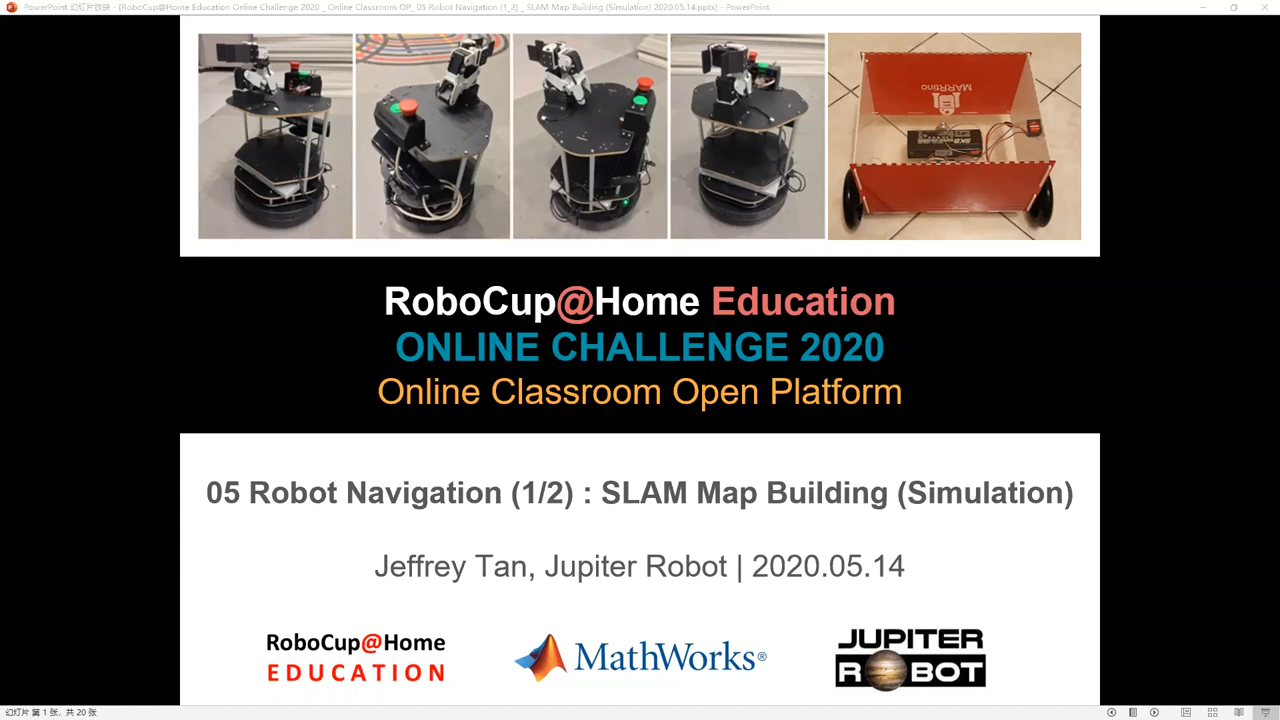 PowerPoint 幻灯片放映 - [RoboCup@Home Education Online Challenge 2020 _ Online Classroom OP_05 Robot Navigation (1_2) _ SLAM Map Building (Simulation) 2020.05.14.pptx] - PowerPoint
MARRtino
RoboCup@Home Education
ONLINE CHALLENGE 2020
Online Classroom Open Platform
05 Robot Navigation (1/2) : SLAM Map Building (Simulation)
Jeffrey Tan, Jupiter Robot | 2020.05.14
RoboCup@Home
EDUCATION
MathWorks®
JUPITER
ROBOT
幻灯片 第 1 张，共 20 张